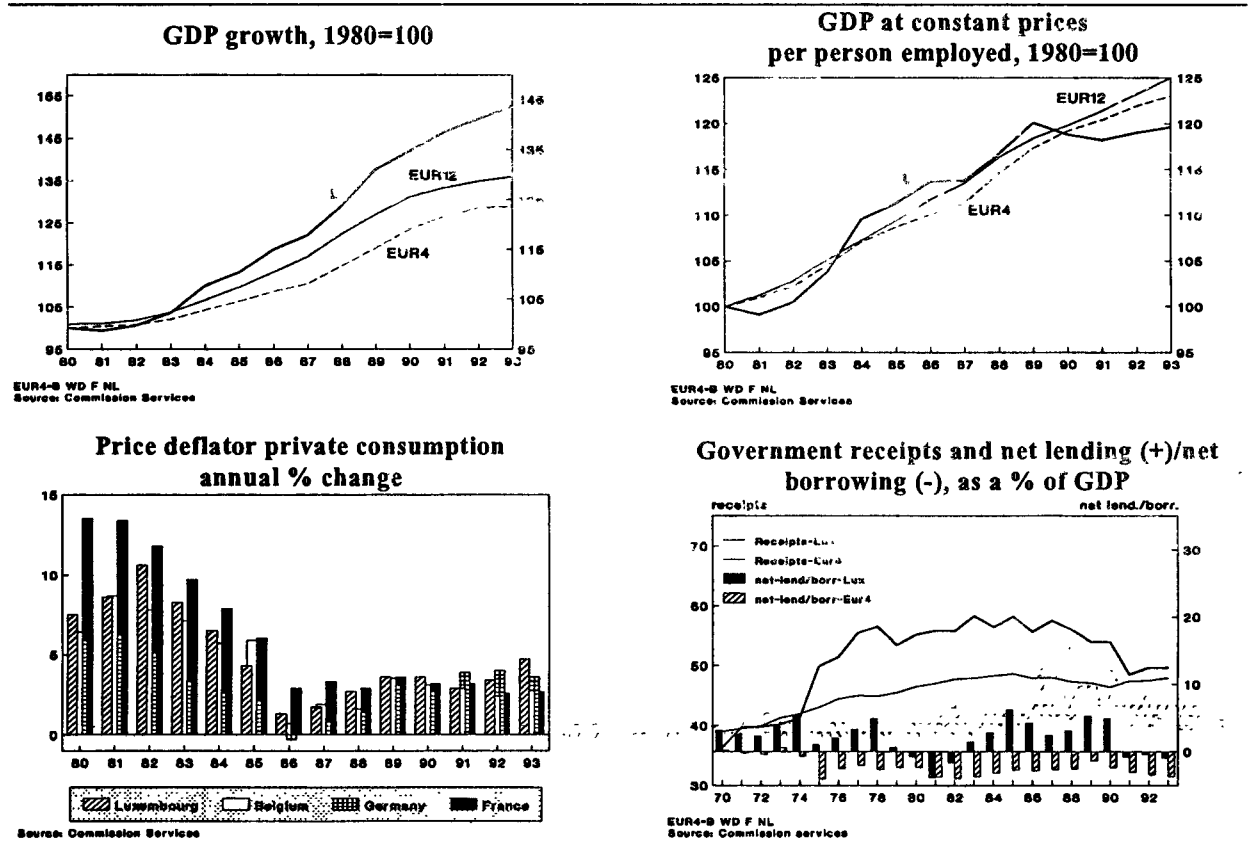 GDP growth, 1980=100
165
155
145
135
125
115
105
95
145
135
125
115
105
95
L
EUR12
EUR4
80 81 82 83 84 85 86 87 88 89 90 91 92 93
EUR4-B WD F NL
Source: Commission Services
GDP at constant prices
per person employed, 1980=100
125
120
115
110
105
100
95
125
120
115
110
105
100
95
EUR12
L
EUR4
80 81 82 83 84 85 86 87 88 89 90 91 92 93
EUR4-B WD F NL
Source: Commission Services
Price deflator private consumption
annual % change
15
10
5
0
80 81 82 83 84 85 86 87 88 89 90 91 92 93
Luxembourg Belgium Germany France
Source: Commission Services
Government receipts and net lending (+)/net
borrowing (-), as a % of GDP
receipts net lend./borr.
70
60
50
40
30
30
20
10
0
Receipts-Lux
Receipts-Eur4
net-lend/borr-Lux
net-lend/borr-Eur4
70 72 74 76 78 80 82 84 86 88 90 92
EUR4-B WD F NL
Source: Commission services